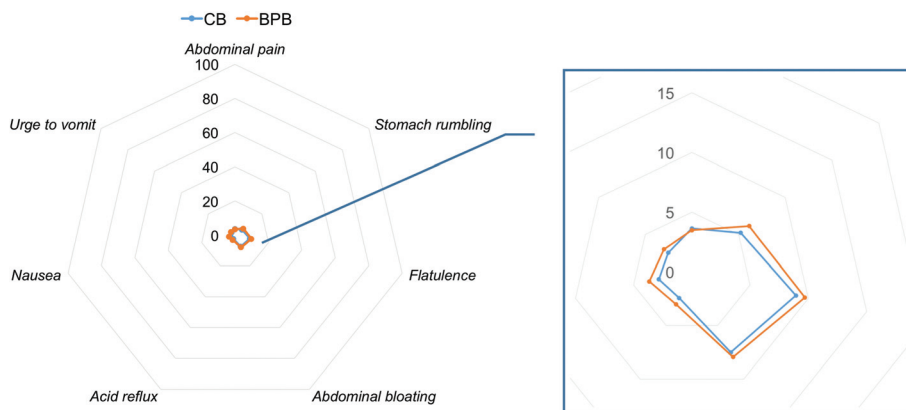 CB BPB
Abdominal pain
100
80
60
40
20
0
Urge to vomit
Stomach rumbling
Nausea
Flatulence
Acid reflux
Abdominal bloating
15
10
5
0